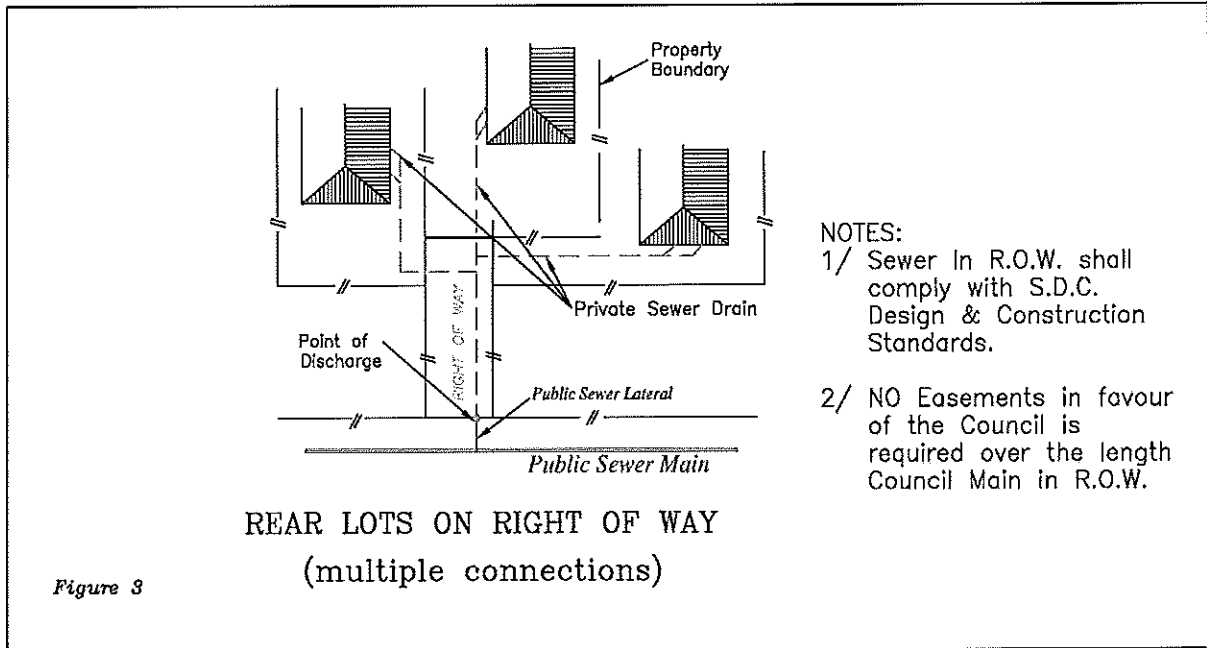 Property
Boundary
Private Sewer Drain
RIGHT OF WAY
Point of
Discharge
Public Sewer Lateral
Public Sewer Main
REAR LOTS ON RIGHT OF WAY
(multiple connections)
Figure 3
NOTES:
1/ Sewer In R.O.W. shall
comply with S.D.C.
Design & Construction
Standards.
2/ NO Easements in favour
of the Council is
required over the length
Council Main in R.O.W.